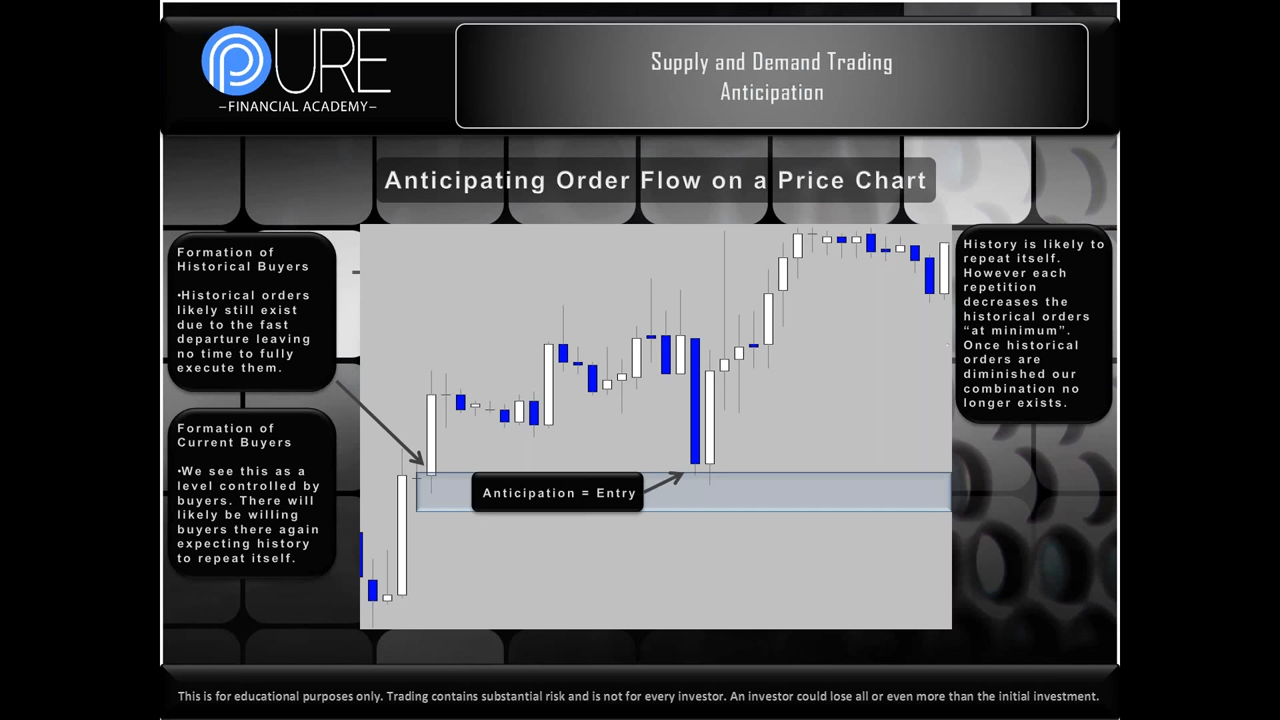 PURE
–FINANCIAL ACADEMY–
Supply and Demand Trading
Anticipation
Anticipating Order Flow on a Price Chart
Formation of
Historical Buyers
•Historical orders
likely still exist
due to the fast
departure leaving
no time to fully
execute them.
Formation of
Current Buyers
•We see this as a
level controlled by
buyers. There will
likely be willing
buyers there again
expecting history
to repeat itself.
Anticipation = Entry
History is likely to
repeat itself.
However each
repetition
decreases the
historical orders
“at minimum”.
Once historical
orders are
diminished our
combination no
longer exists.
This is for educational purposes only. Trading contains substantial risk and is not for every investor. An investor could lose all or even more than the initial investment.